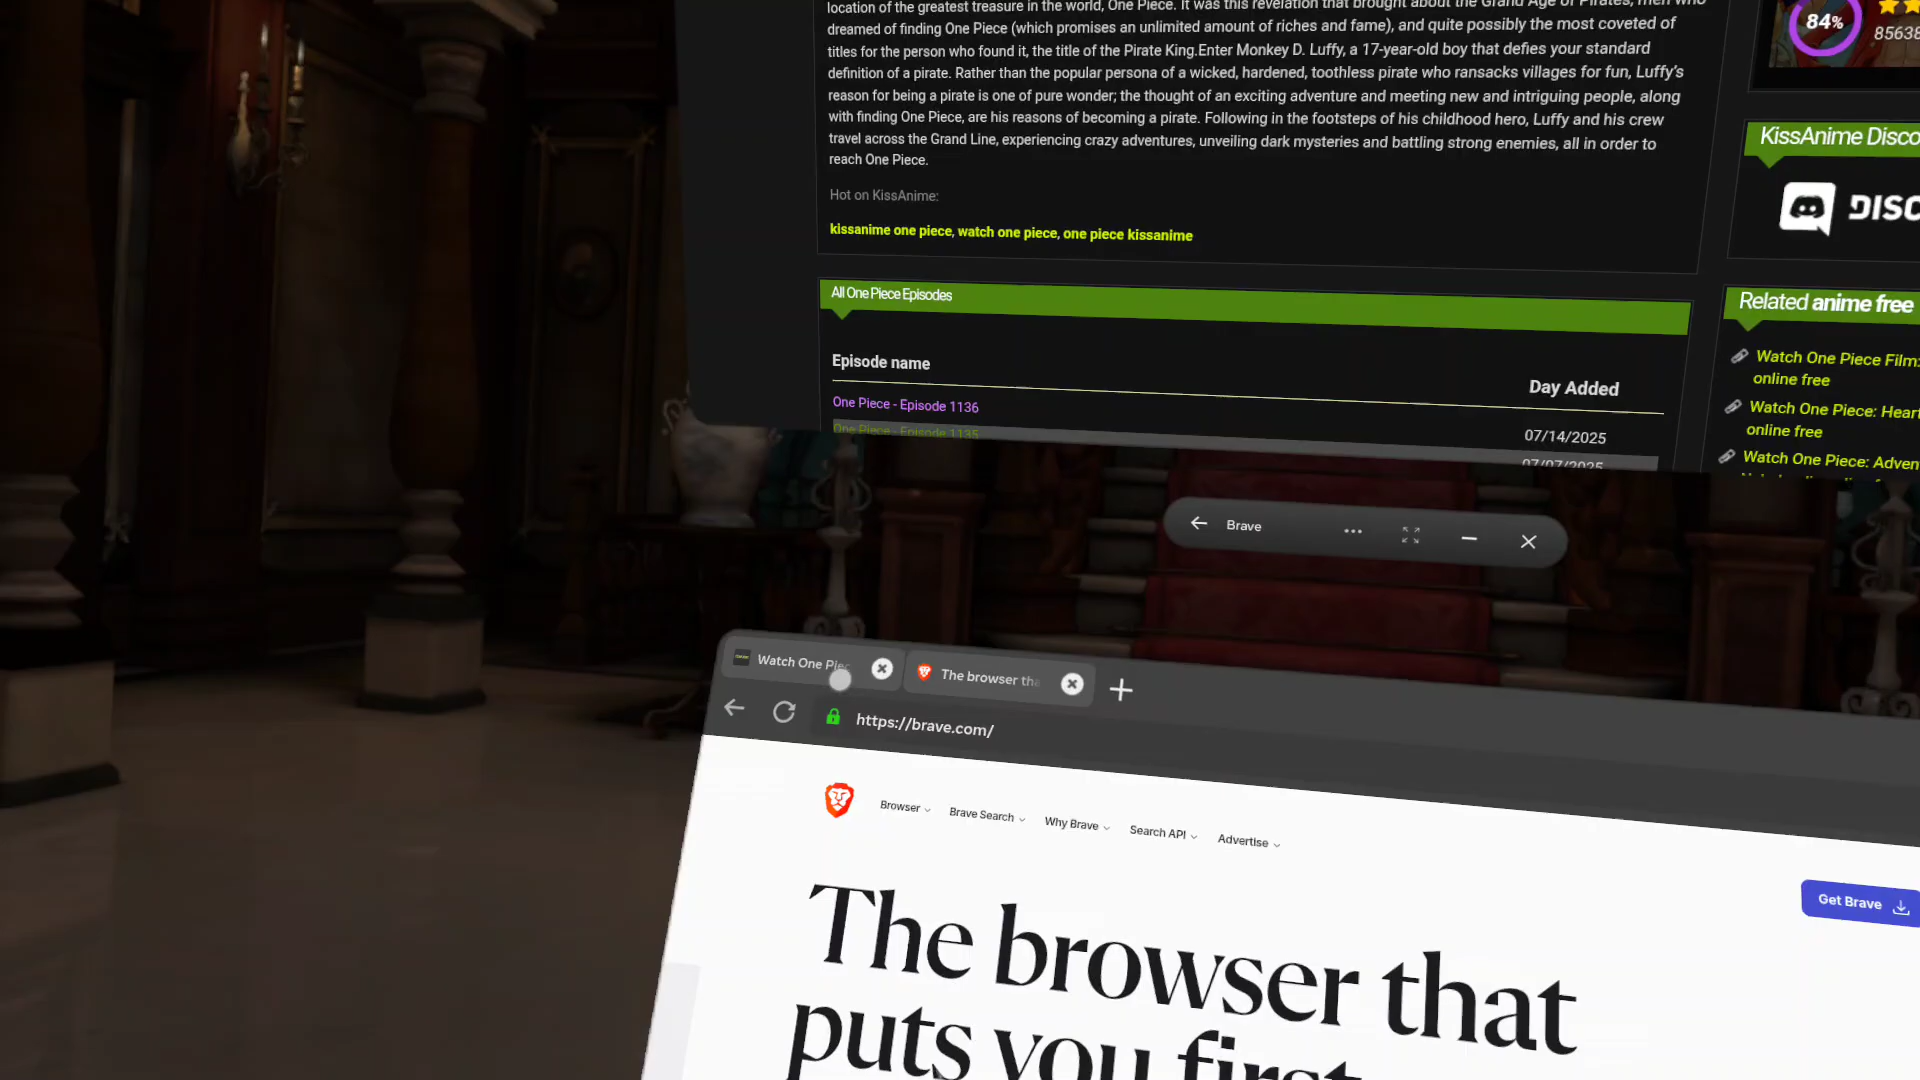 location of the greatest treasure in the world, One Piece. It was this revelation that brought about the Grand Age of Pirates, men who
dreamed of finding One Piece (which promises an unlimited amount of riches and fame), and quite possibly the most coveted of
titles for the person who found it, the title of the Pirate King.Enter Monkey D. Luffy, a 17-year-old boy that defies your standard
definition of a pirate. Rather than the popular persona of a wicked, hardened, toothless pirate who ransacks villages for fun, Luffy's
reason for being a pirate is one of pure wonder; the thought of an exciting adventure and meeting new and intriguing people, along
with finding One Piece, are his reasons of becoming a pirate. Following in the footsteps of his childhood hero, Luffy and his crew
travel across the Grand Line, experiencing crazy adventures, unveiling dark mysteries and battling strong enemies, all in order to
reach One Piece.
Hot on KissAnime:
kissanime one piece, watch one piece, one piece kissanime
All One Piece Episodes
Episode name
Day Added
One Piece - Episode 1136
07/14/2025
One Piece - Episode 1135
07/07/2025
84%
85638
KissAnime Disco
DISC
Related anime free
Watch One Piece Film:
online free
Watch One Piece: Heart
online free
Watch One Piece: Adven
Brave
Watch One Piec
The browser the
https://brave.com/
Browser
Brave Search
Why Brave
Search API
Advertise
Get Brave
The browser that
puts you first